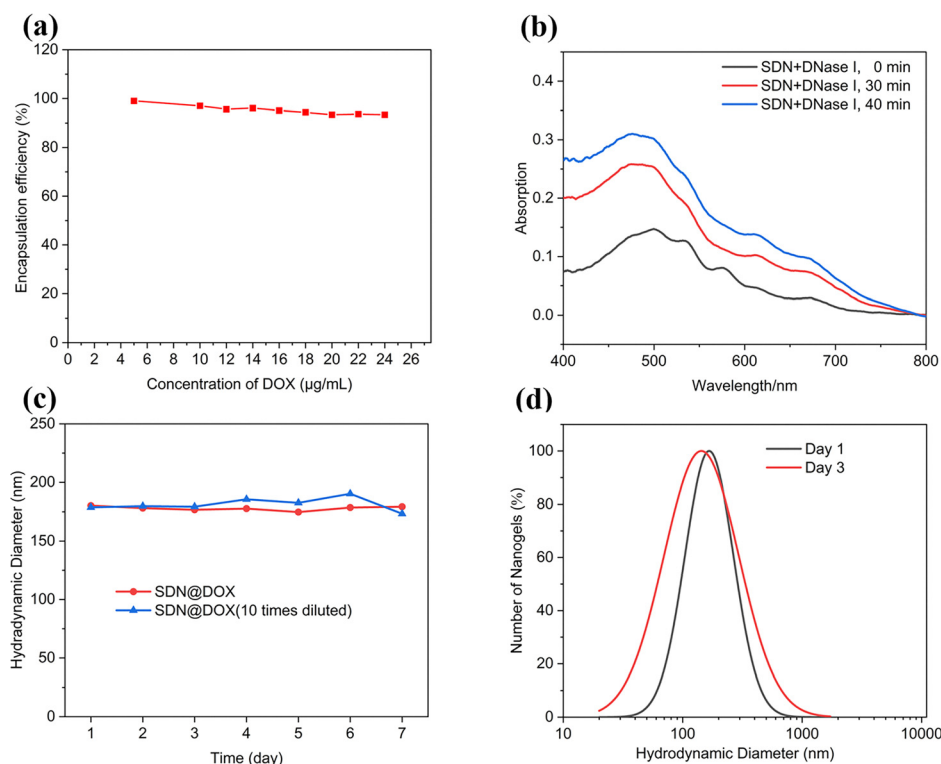 (a)
120
100
80
60
40
20
0
Encapsulation efficiency (%)
0 2 4 6 8 10 12 14 16 18 20 22 24 26
Concentration of DOX (μg/mL)
(b)
SDN+DNase I, 0 min
SDN+DNase I, 30 min
SDN+DNase I, 40 min
0.4
0.3
0.2
0.1
0.0
Absorption
400 500 600 700 800
Wavelength/nm
(c)
250
200
150
100
50
0
Hydradynamic Diameter (nm)
SDN@DOX
SDN@DOX(10 times diluted)
1 2 3 4 5 6 7
Time (day)
(d)
Day 1
Day 3
100
80
60
40
20
0
Number of Nanogels (%)
10 100 1000 10000
Hydrodynamic Diameter (nm)